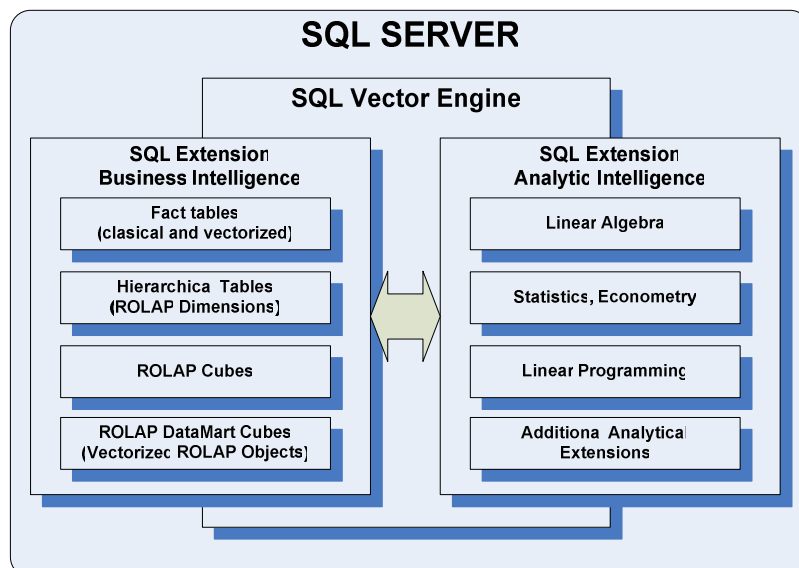 SQL SERVER
SQL Vector Engine
SQL Extension
Business Intelligence
Fact tables
(clasical and vectorized)
Hierarchica Tables
(ROLAP Dimensions)
ROLAP Cubes
ROLAP DataMart Cubes
(Vectorized ROLAP Objects)
SQL Extension
Analytic Intelligence
Linear Algebra
Statistics, Econometry
Linear Programming
Additiona Analytical
Extensions